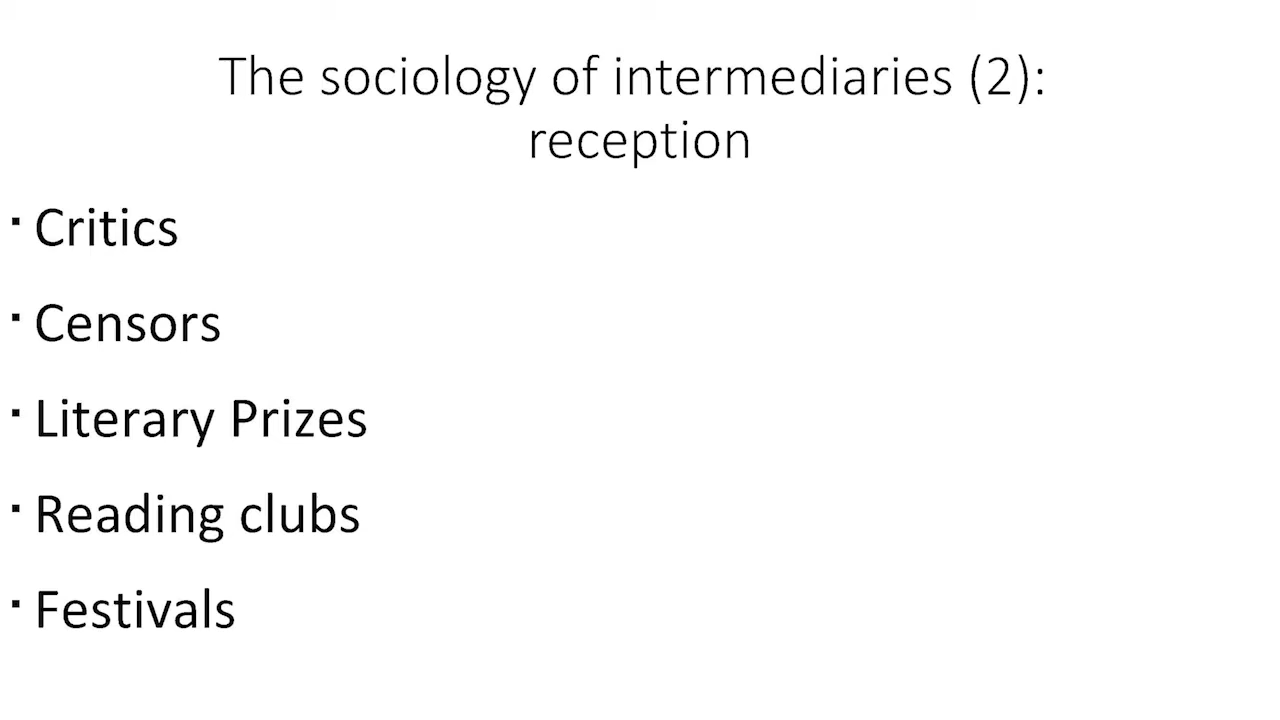 The sociology of intermediaries (2):
reception
▪ Critics
▪ Censors
▪ Literary Prizes
▪ Reading clubs
▪ Festivals